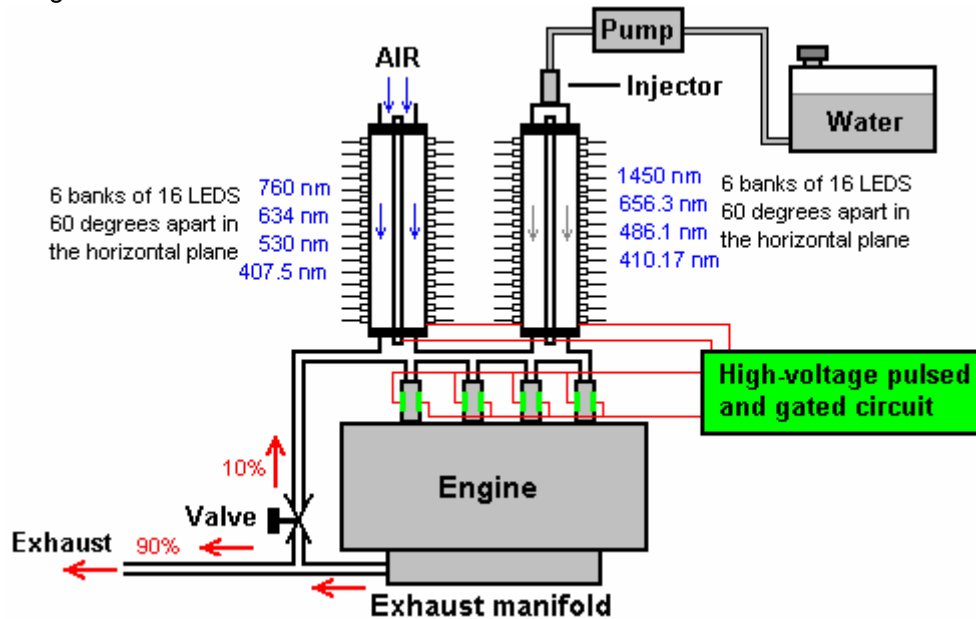 Pump
AIR
Injector
Water
6 banks of 16 LEDS
60 degrees apart in
the horizontal plane
760 nm
634 nm
530 nm
407.5 nm
1450 nm
656.3 nm
486.1 nm
410.17 nm
6 banks of 16 LEDS
60 degrees apart in
the horizontal plane
High-voltage pulsed
and gated circuit
10%
Engine
Valve
Exhaust
90%
Exhaust manifold